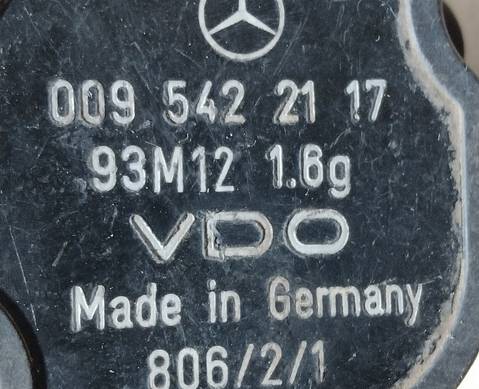 009 542 21 17
93M12 1.6g
VDO
Made in Germany
806/2/1